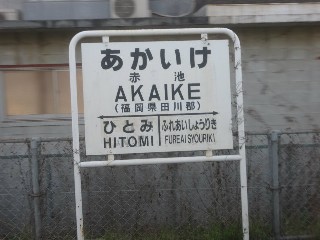 あかいけ
赤池
AKAIKE
(福岡県田川郡)
ひとみ ふれあいしょうりき
HITOMI FUREAI SYOURIKI